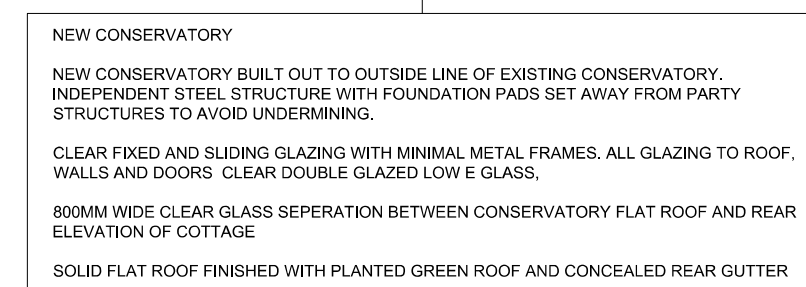 NEW CONSERVATORY
NEW CONSERVATORY BUILT OUT TO OUTSIDE LINE OF EXISTING CONSERVATORY.
INDEPENDENT STEEL STRUCTURE WITH FOUNDATION PADS SET AWAY FROM PARTY
STRUCTURES TO AVOID UNDERMINING.
CLEAR FIXED AND SLIDING GLAZING WITH MINIMAL METAL FRAMES. ALL GLAZING TO ROOF,
WALLS AND DOORS  CLEAR DOUBLE GLAZED LOW E GLASS,
800MM WIDE CLEAR GLASS SEPERATION BETWEEN CONSERVATORY FLAT ROOF AND REAR
ELEVATION OF COTTAGE
SOLID FLAT ROOF FINISHED WITH PLANTED GREEN ROOF AND CONCEALED REAR GUTTER